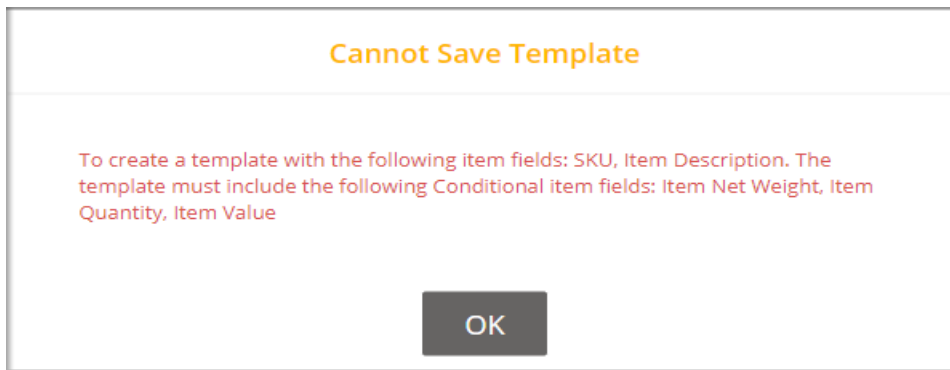 Cannot Save Template
To create a template with the following item fields: SKU, Item Description. The
template must include the following Conditional item fields: Item Net Weight, Item
Quantity, Item Value
OK